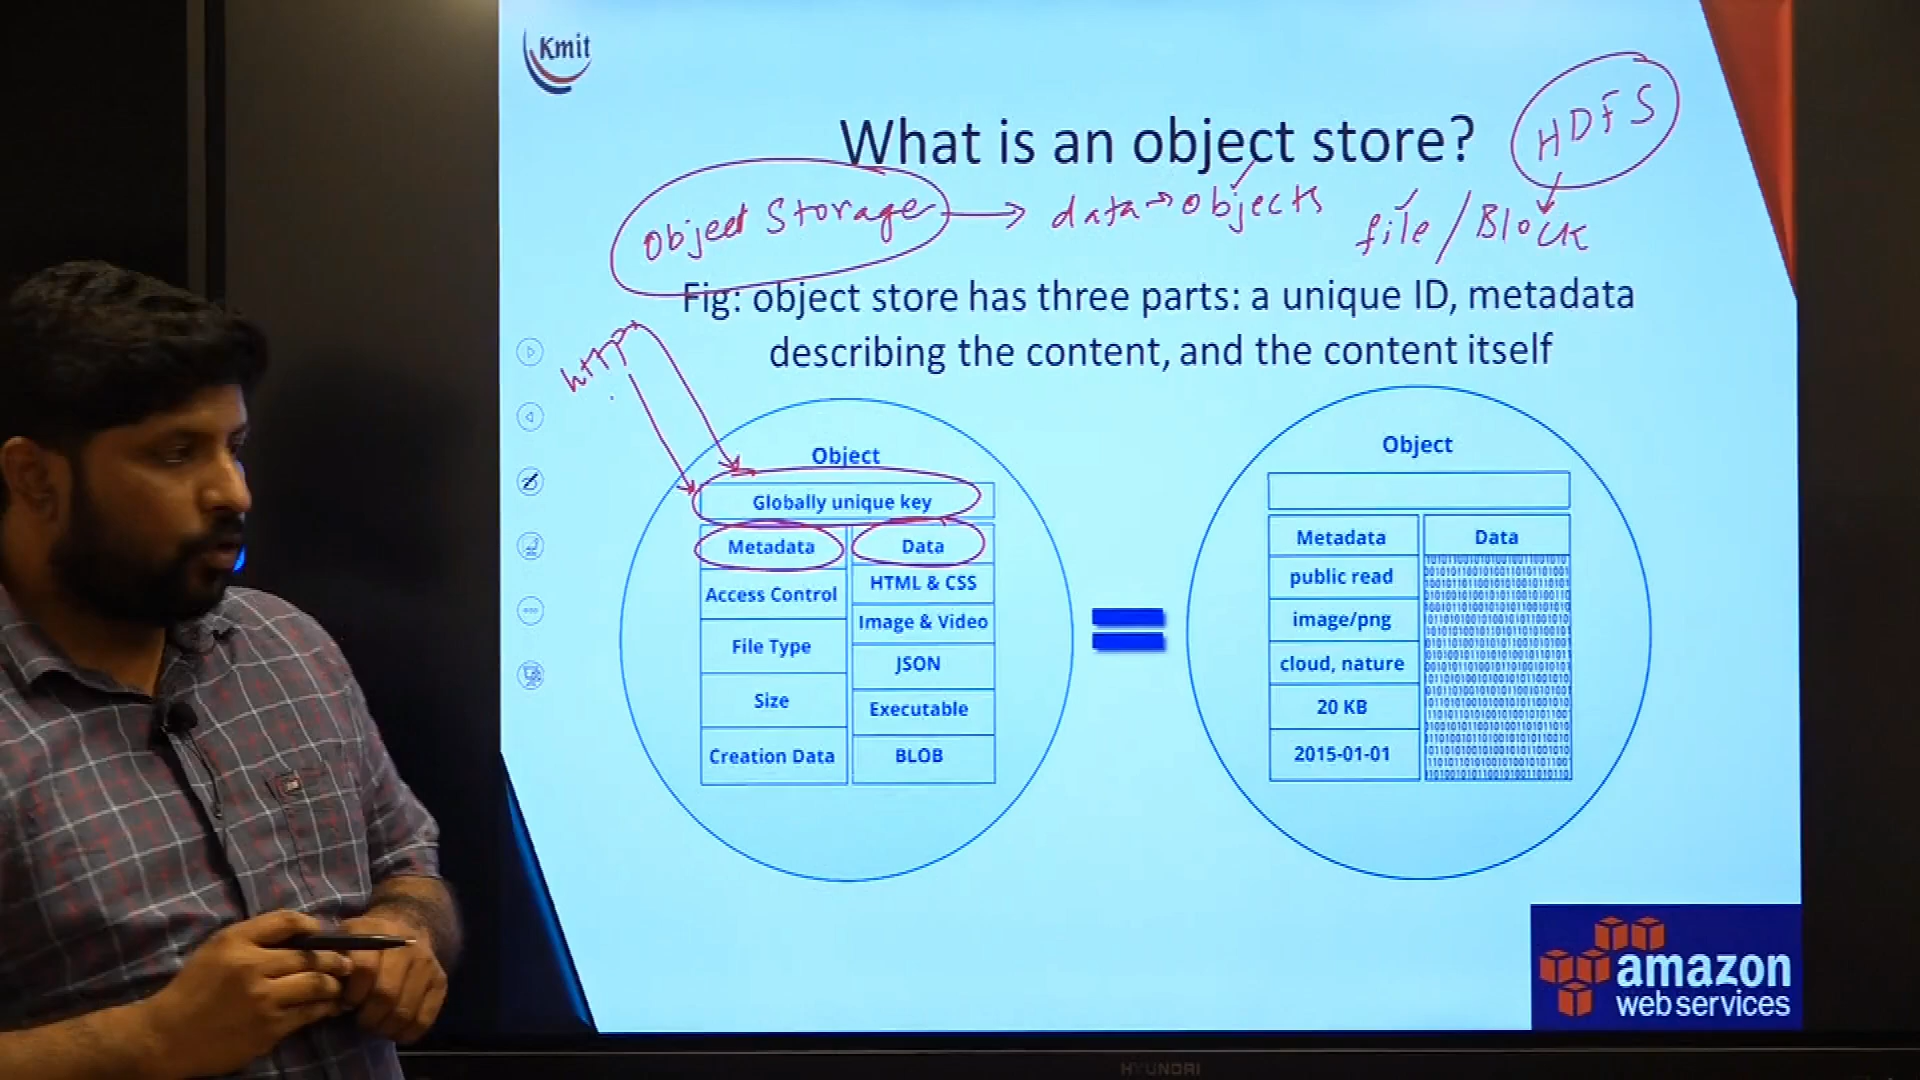 Kmit
What is an object store?
HDFS
Object Storage → data → objects
file / Block
Fig: object store has three parts: a unique ID, metadata
describing the content, and the content itself
http
Object
Globally unique key
Metadata Data
Access Control HTML & CSS
File Type Image & Video
Size JSON
Creation Data Executable
BLOB
Object
Metadata Data
public read
image/png
cloud, nature
20 KB
2015-01-01
amazon
web services
HYUNDAI